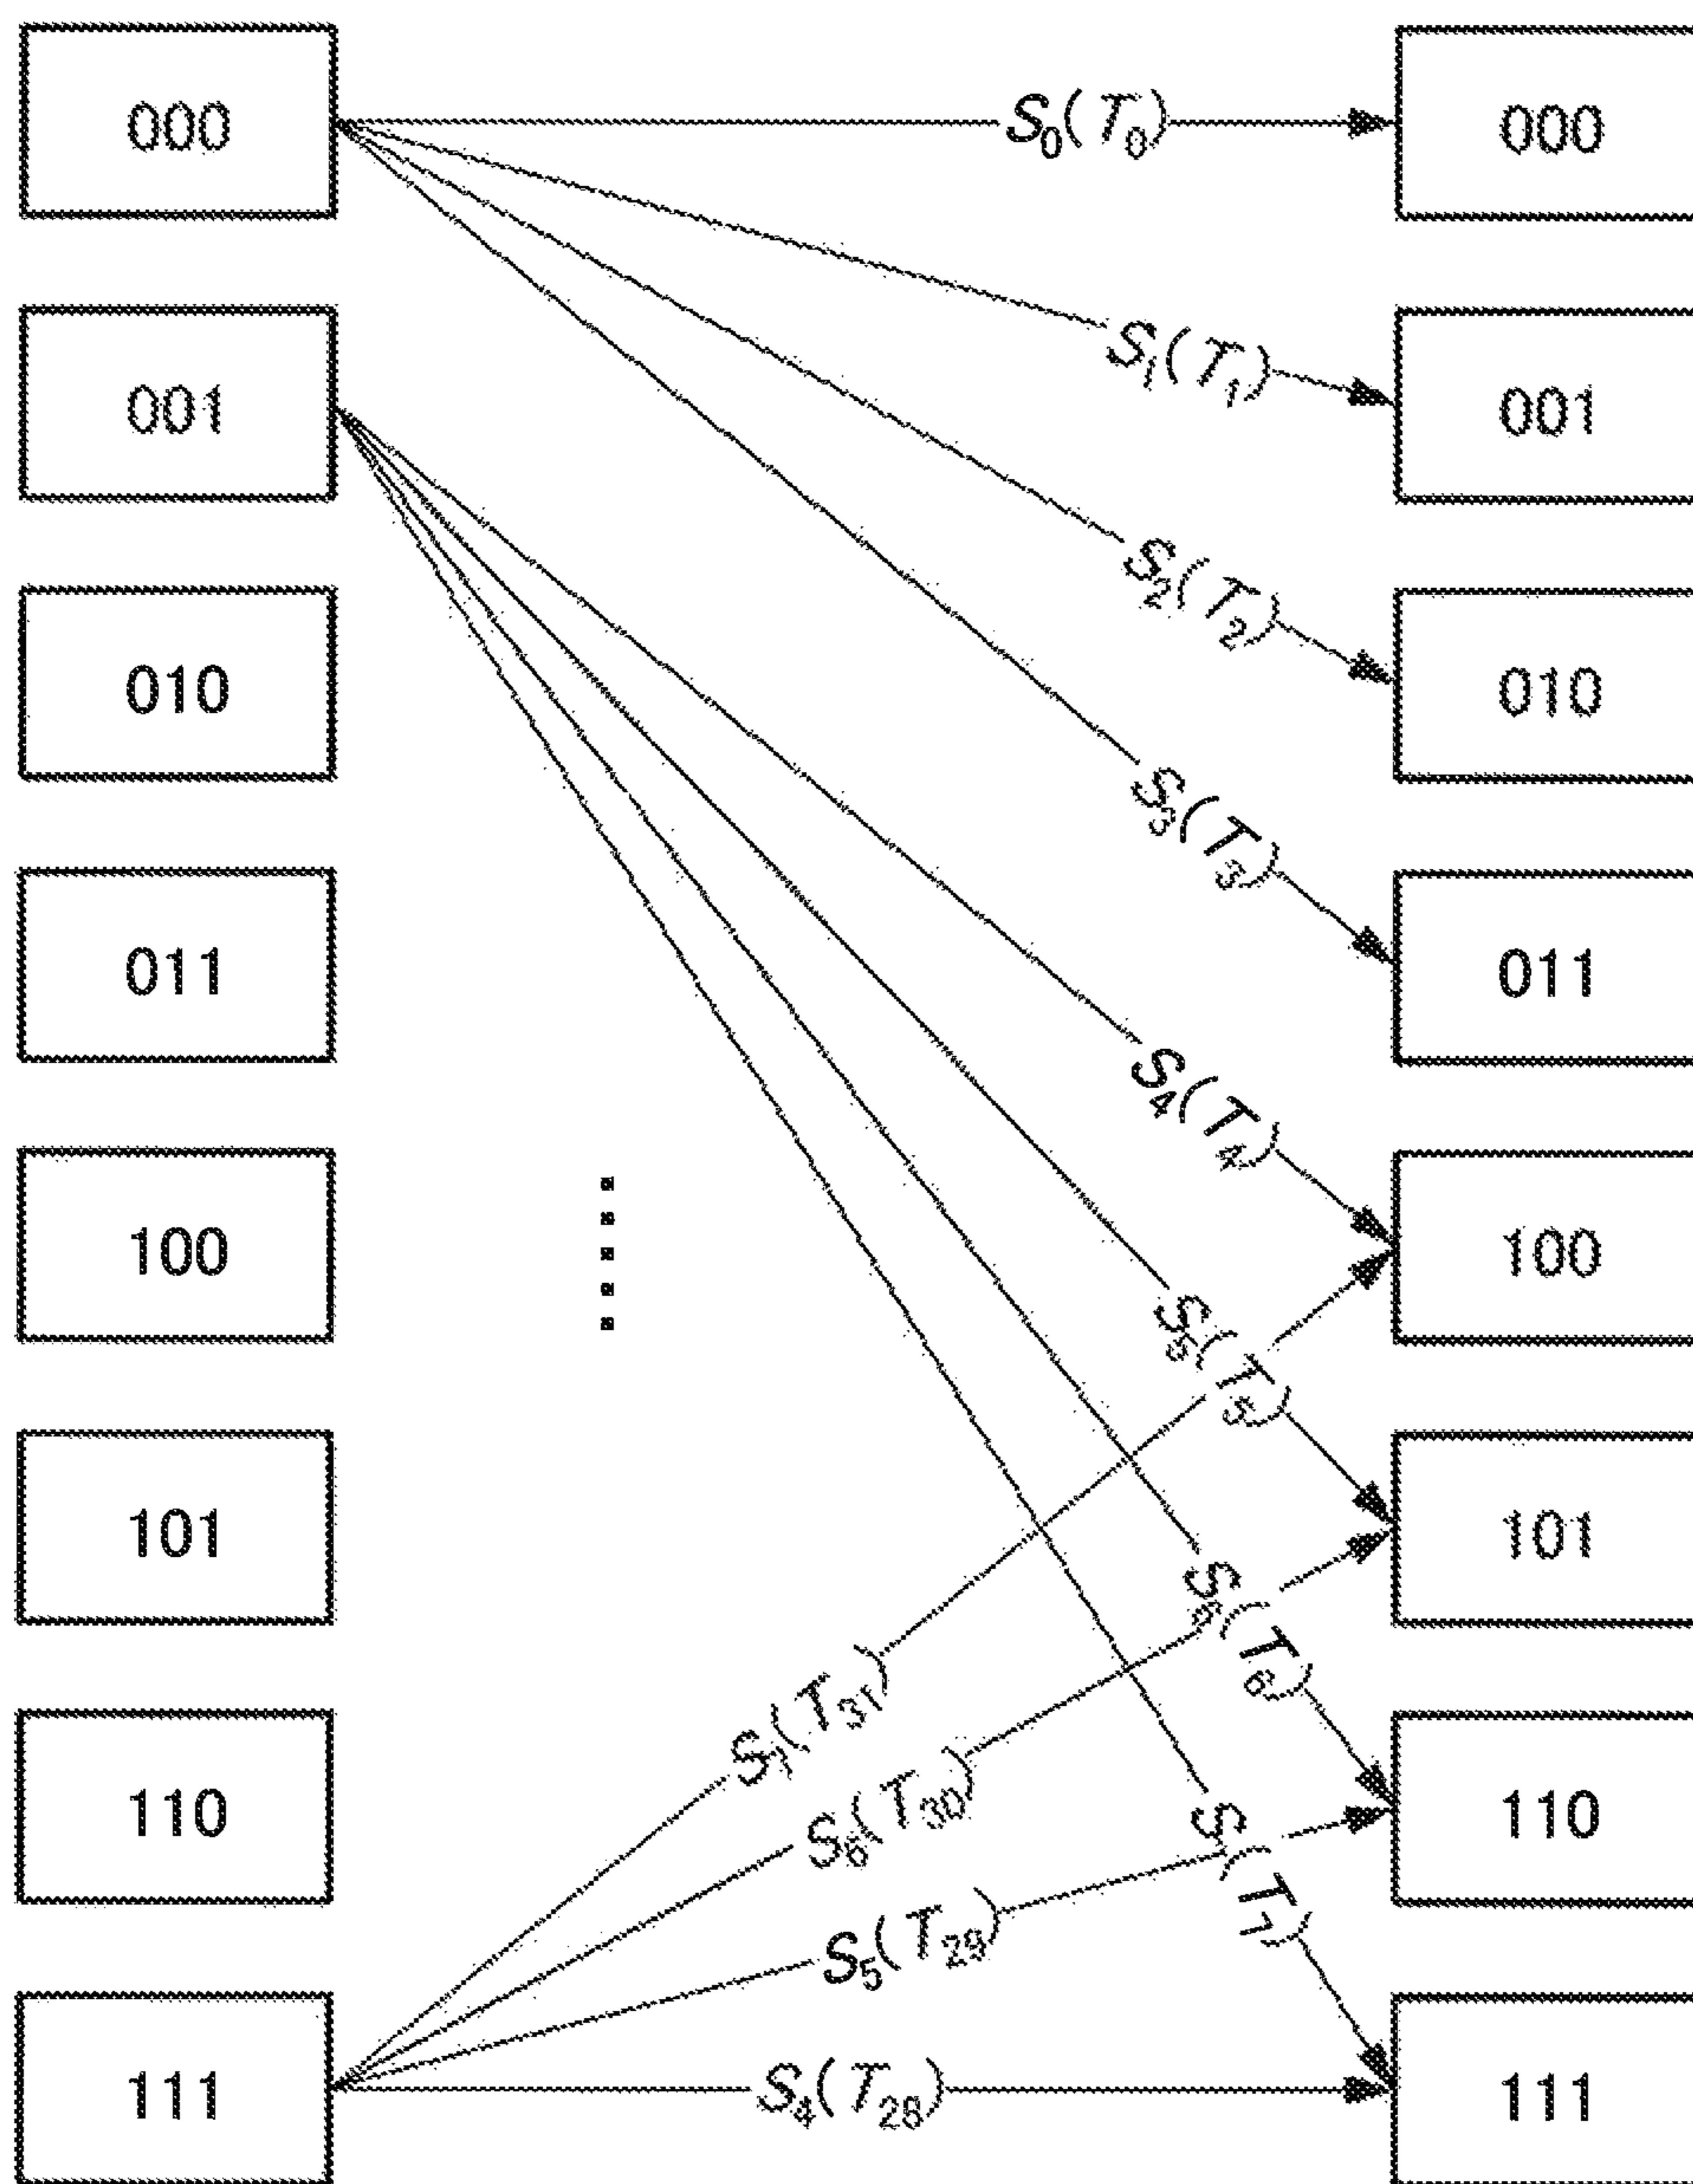 000
S₀(T₀)
000
S₁(T₁)
001
001
S₂(T₂)
010
010
S₃(T₃)
011
011
S₄(T₄)
100
100
S₅(T₅)
101
101
S₆(T₆)
(T₃₁)
S₆(T₃₀)
110
(T₇)
110
S₅(T₂₉)
111
S₄(T₂₈)
111